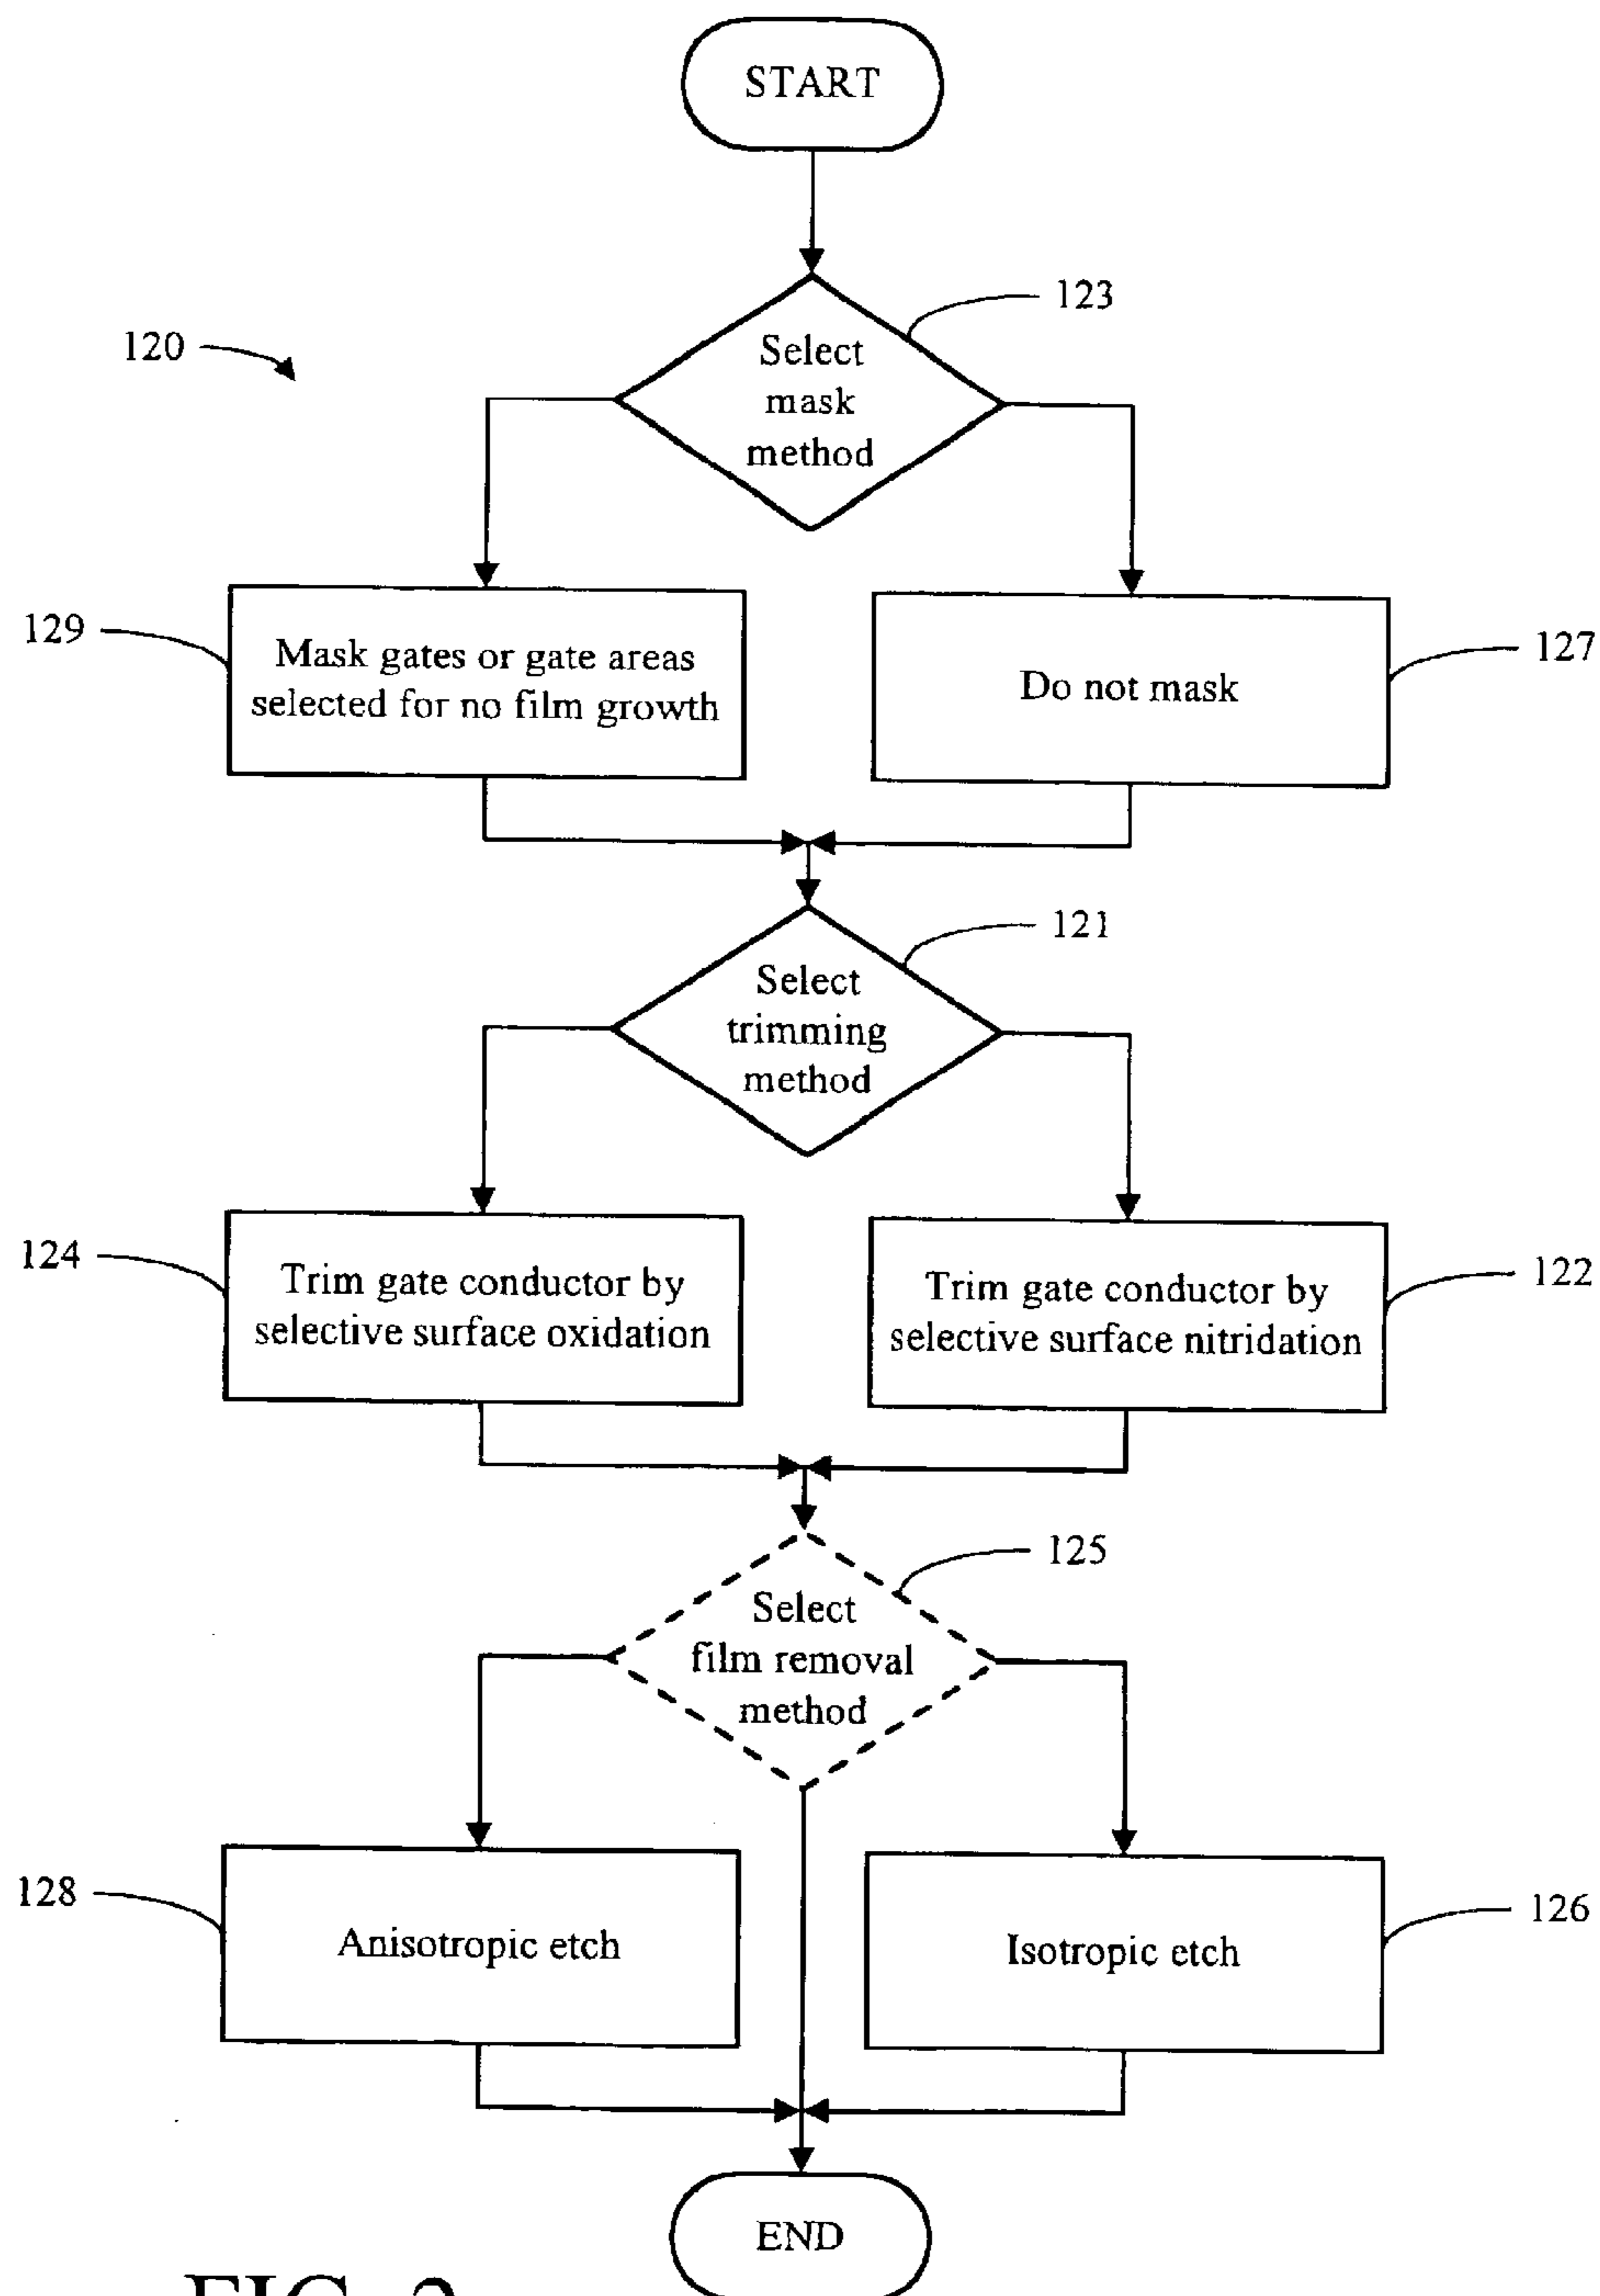 START
123
120
Select
mask
method
129
Mask gates or gate areas
selected for no film growth
Do not mask
127
121
Select
trimming
method
124
Trim gate conductor by
selective surface oxidation
Trim gate conductor by
selective surface nitridation
122
125
Select
film removal
method
128
Anisotropic etch
Isotropic etch
126
END
FIG. 2